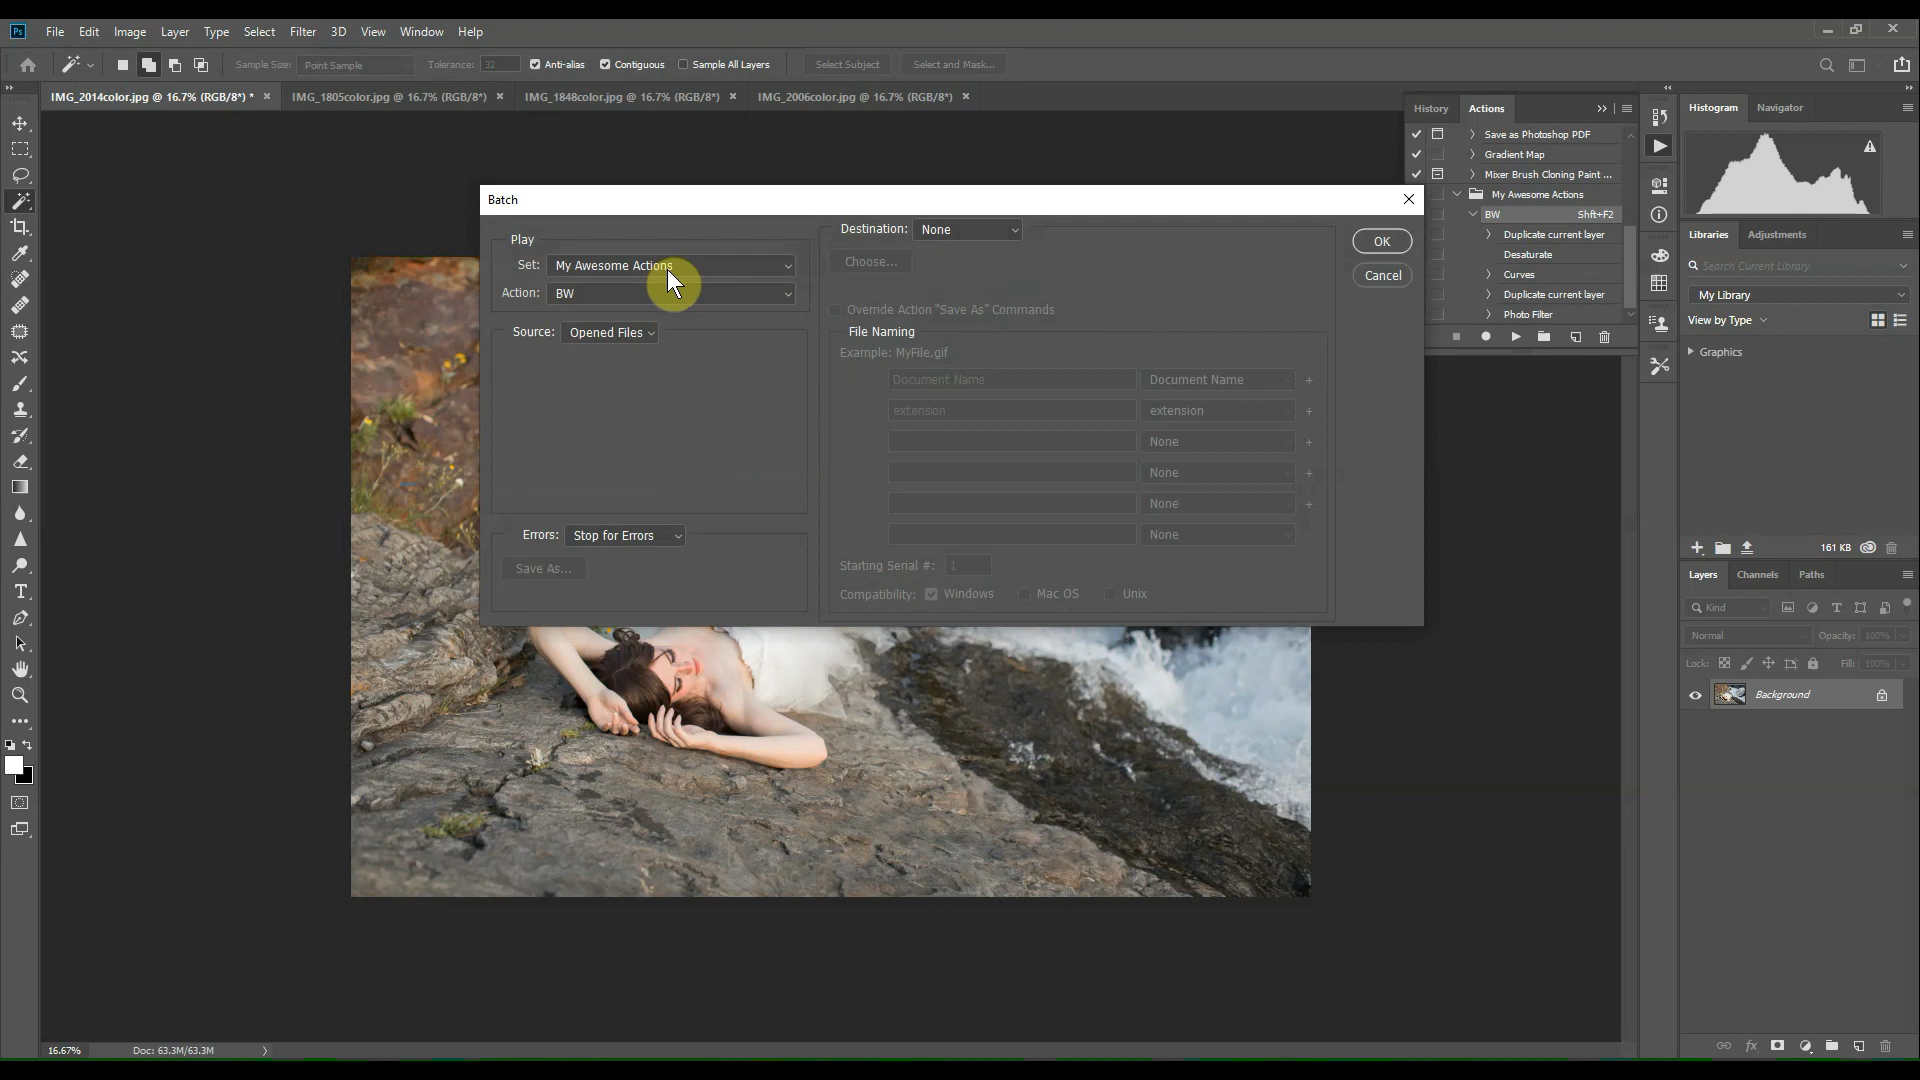 Ps File Edit Image Layer Type Select Filter 3D View Window Help
Sample Size: Point Sample Tolerance: 32 Anti-alias Contiguous Sample All Layers Select Subject Select and Mask...
IMG_2014color.jpg @ 16.7% (RGB/8*) * IMG_1805color.jpg @ 16.7% (RGB/8*) IMG_1848color.jpg @ 16.7% (RGB/8*) IMG_2006color.jpg @ 16.7% (RGB/8*)
History Actions
Save as Photoshop PDF
Gradient Map
Mixer Brush Cloning Paint ...
My Awesome Actions
BW Shft+F2
Duplicate current layer
Desaturate
Curves
Duplicate current layer
Photo Filter
Histogram Navigator
Libraries Adjustments
Search Current Library
My Library
View by Type
Graphics
161 KB
Layers Channels Paths
Kind
Normal Opacity: 100%
Lock: Fill: 100%
Background
Batch
Play
Set: My Awesome Actions
Action: BW
Source: Opened Files
Errors: Stop for Errors
Save As...
Destination: None
Choose...
Override Action "Save As" Commands
File Naming
Example: MyFile.gif
Document Name Document Name +
extension extension +
None +
None +
None +
None
Starting Serial #: 1
Compatibility: Windows Mac OS Unix
OK
Cancel
16.67% Doc: 63.3M/63.3M